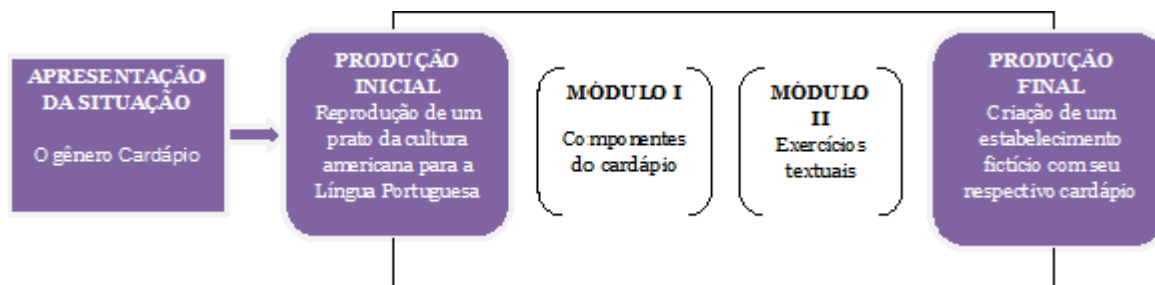 APRESENTAÇÃO
DA SITUAÇÃO
O gênero Cardápio
PRODUÇÃO
INICIAL
Reprodução de um
prato da cultura
americana para a
Língua Portuguesa
MÓDULO I
Componentes
do cardápio
MÓDULO
II
Exercícios
textuais
PRODUÇÃO
FINAL
Criação de um
estabelecimento
fictício com seu
respectivo cardápio